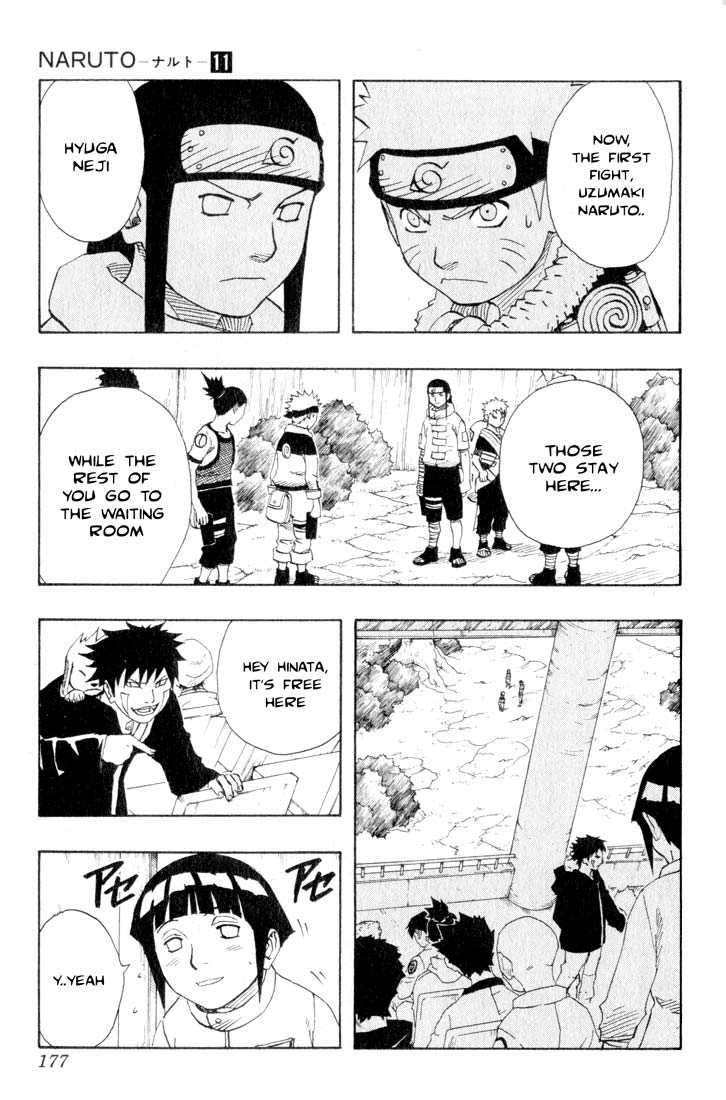 NARUTO—ナルト—11
NOW,
THE FIRST
FIGHT,
UZUMAKI
NARUTO..
HYUGA
NEJI
THOSE
TWO STAY
HERE...
WHILE THE
REST OF
YOU GO TO
THE WAITING
ROOM
HEY HINATA,
IT'S FREE
HERE
アセ
アセ
Y..YEAH
177